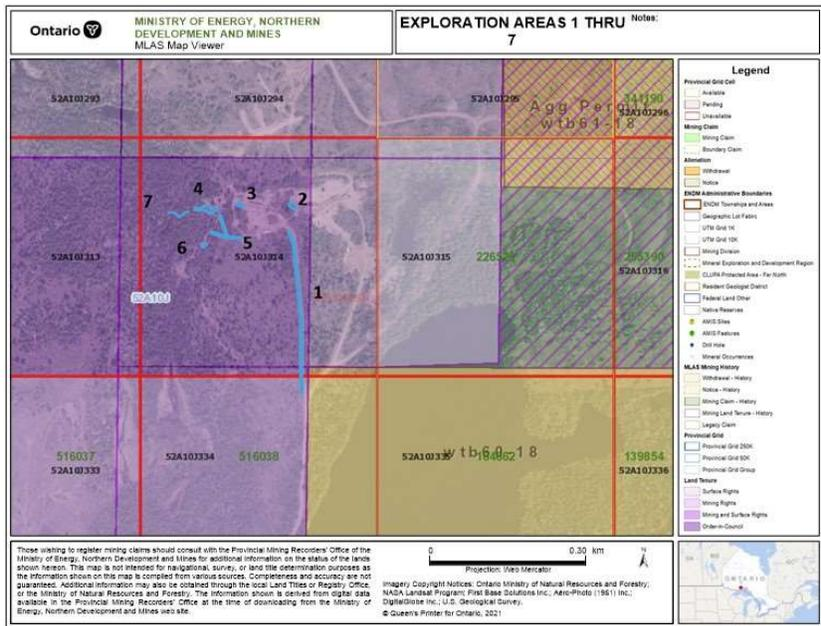 Ontario
MINISTRY OF ENERGY, NORTHERN
DEVELOPMENT AND MINES
MLAS Map Viewer
EXPLORATION AREAS 1 THRU
7
Notes:
52A10J293
52A10J294
52A10J295
52A10J296
Agg Permit
wtb61-18
7
4
3
2
5
6
1
52A10J313
52A10J314
52A10J315
52A10J316
52A10J
516037
52A10J333
52A10J334
516038
wtb60-18
139854
52A10J336
Legend
Provincial Grid Cell
Available
Pending
Unavailable
Mining Claim
Mining Claim
Boundary Claim
Alienation
Withdrawal
Notice
ENDM Administrative Boundaries
ENDM Townships and Areas
Geographic Lot Fabric
UTM Grid 1K
UTM Grid 10K
Mining Division
Mineral Exploration and Development Region
CLUPA Protected Area - Far North
Resident Geologist District
Federal Land Other
Native Reserves
AMIS Sites
AMIS Features
Drill Hole
Mineral Occurrences
MLAS Mining History
Withdrawal - History
Notice - History
Mining Claim - History
Mining Land Tenure - History
Legacy Claim
Provincial Grid
Provincial Grid 250K
Provincial Grid 50K
Provincial Grid Group
Land Tenure
Surface Rights
Mining Rights
Mining and Surface Rights
Order-in-Council
Those wishing to register mining claims should consult with the Provincial Mining Recorders' Office of the
Ministry of Energy, Northern Development and Mines for additional information on the status of the lands
shown hereon. This map is not intended for navigational, survey, or land title determination purposes as
the information shown on this map is compiled from various sources. Completeness and accuracy are not
guaranteed. Additional information may also be obtained through the local Land Titles or Registry Office,
or the Ministry of Natural Resources and Forestry. The information shown is derived from digital data
available in the Provincial Mining Recorders' Office at the time of downloading from the Ministry of
Energy, Northern Development and Mines web site.
0
0.30 km
Projection: Web Mercator
N
Imagery Copyright Notices: Ontario Ministry of Natural Resources and Forestry;
NASA Landsat Program; First Base Solutions Inc.; Aéro-Photo (1961) Inc.;
DigitalGlobe Inc.; U.S. Geological Survey.
© Queen's Printer for Ontario, 2021
ONTARIO